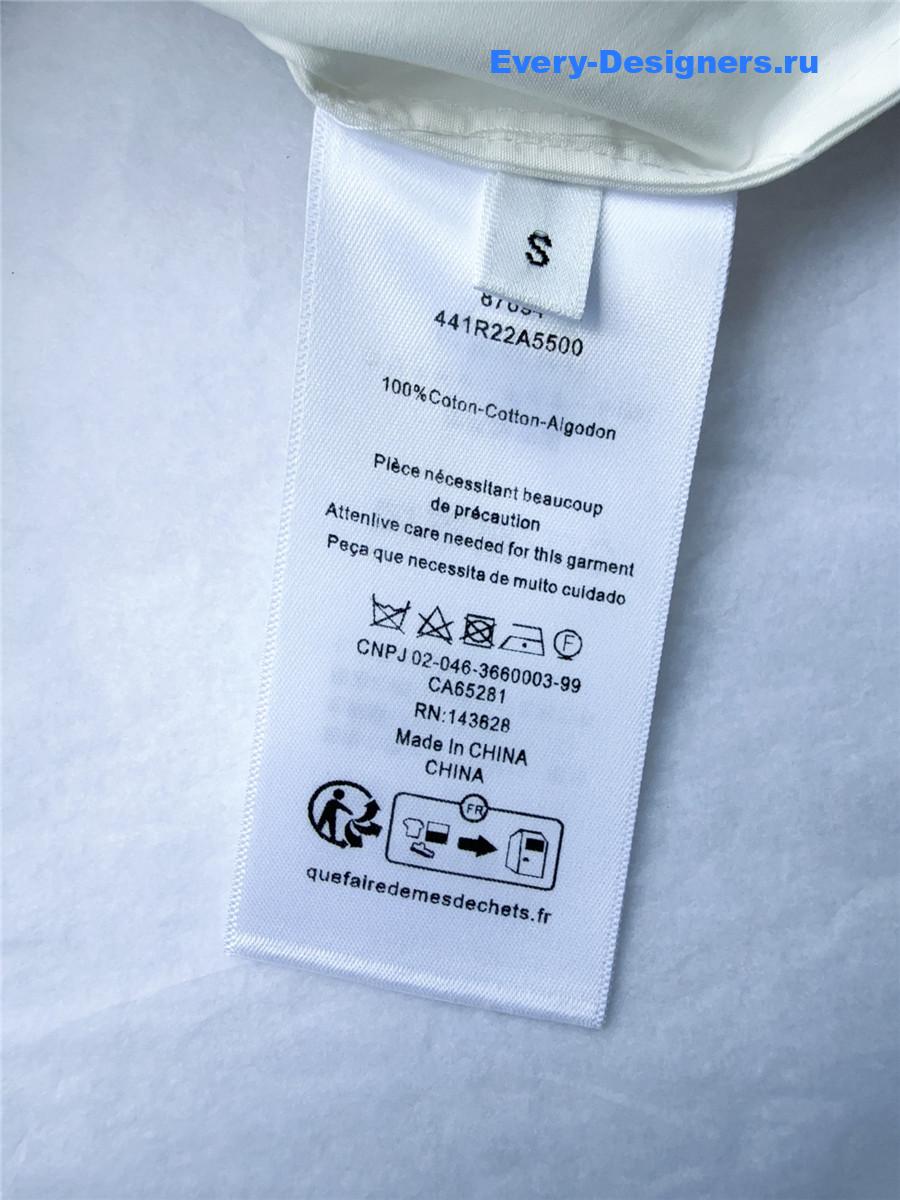 Every-Designers.ru
S
441R22A5500
100%Coton-Cotton-Algodon
Pièce nécessitant beaucoup
de précaution
Attenlive care needed for this garment
Peça que necessita de muito cuidado
F
CNPJ 02-046-3660003-99
CA65281
RN:143628
Made In CHINA
CHINA
FR
quefairedemesdechets.fr